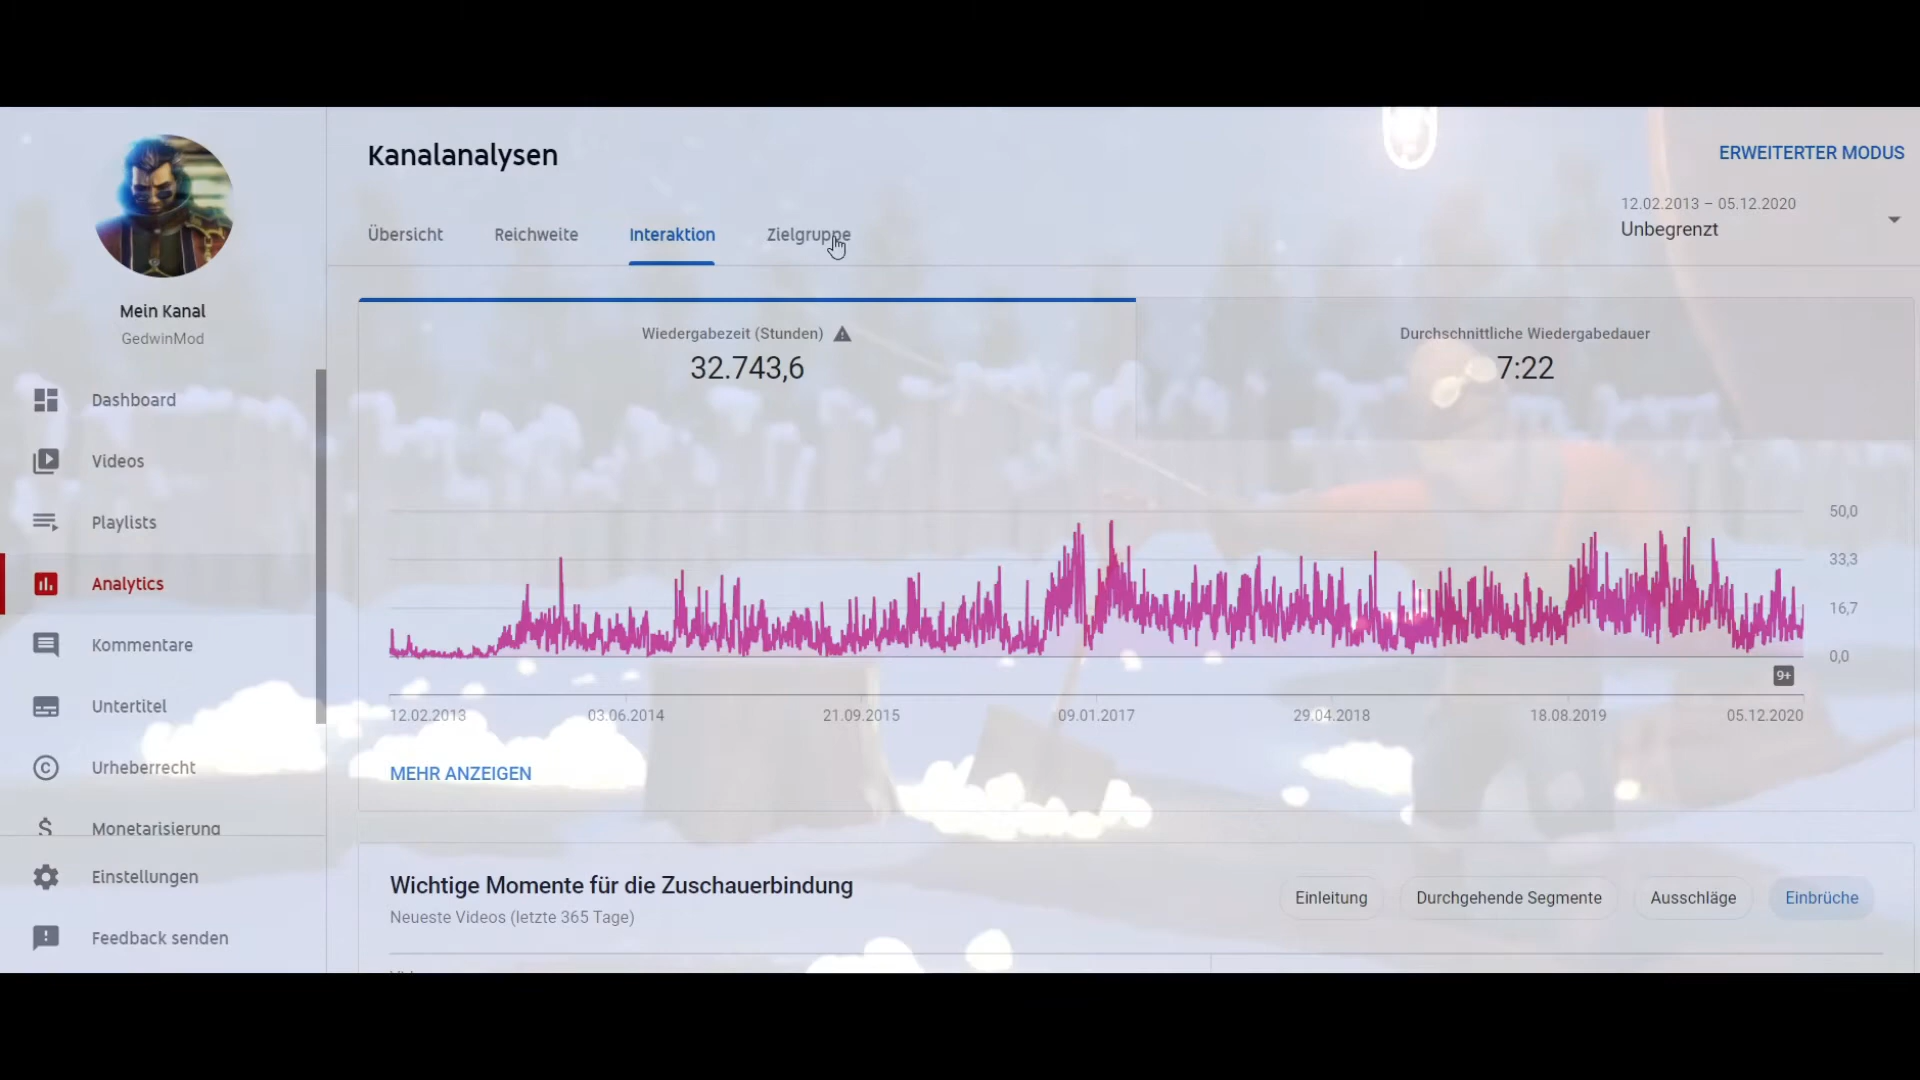 Kanalanalysen
ERWEITERTER MODUS
12.02.2013 – 05.12.2020
Unbegrenzt
Übersicht
Reichweite
Interaktion
Zielgruppe
Mein Kanal
GedwinMod
Dashboard
Videos
Playlists
Analytics
Kommentare
Untertitel
Urheberrecht
Monetarisierung
Einstellungen
Feedback senden
Wiedergabezeit (Stunden)
32.743,6
Durchschnittliche Wiedergabedauer
7:22
50,0
33,3
16,7
0,0
9+
12.02.2013
03.06.2014
21.09.2015
09.01.2017
29.04.2018
18.08.2019
05.12.2020
MEHR ANZEIGEN
Wichtige Momente für die Zuschauerbindung
Neueste Videos (letzte 365 Tage)
Einleitung
Durchgehende Segmente
Ausschläge
Einbrüche